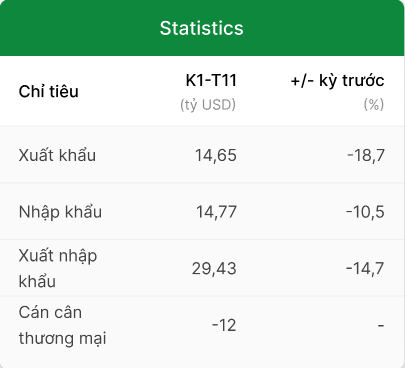 Statistics
Chỉ tiêu K1-T11 +/- kỳ trước
(tỷ USD) (%)
Xuất khẩu 14,65 -18,7
Nhập khẩu 14,77 -10,5
Xuất nhập
khẩu 29,43 -14,7
Cán cân
thương mại -12 -